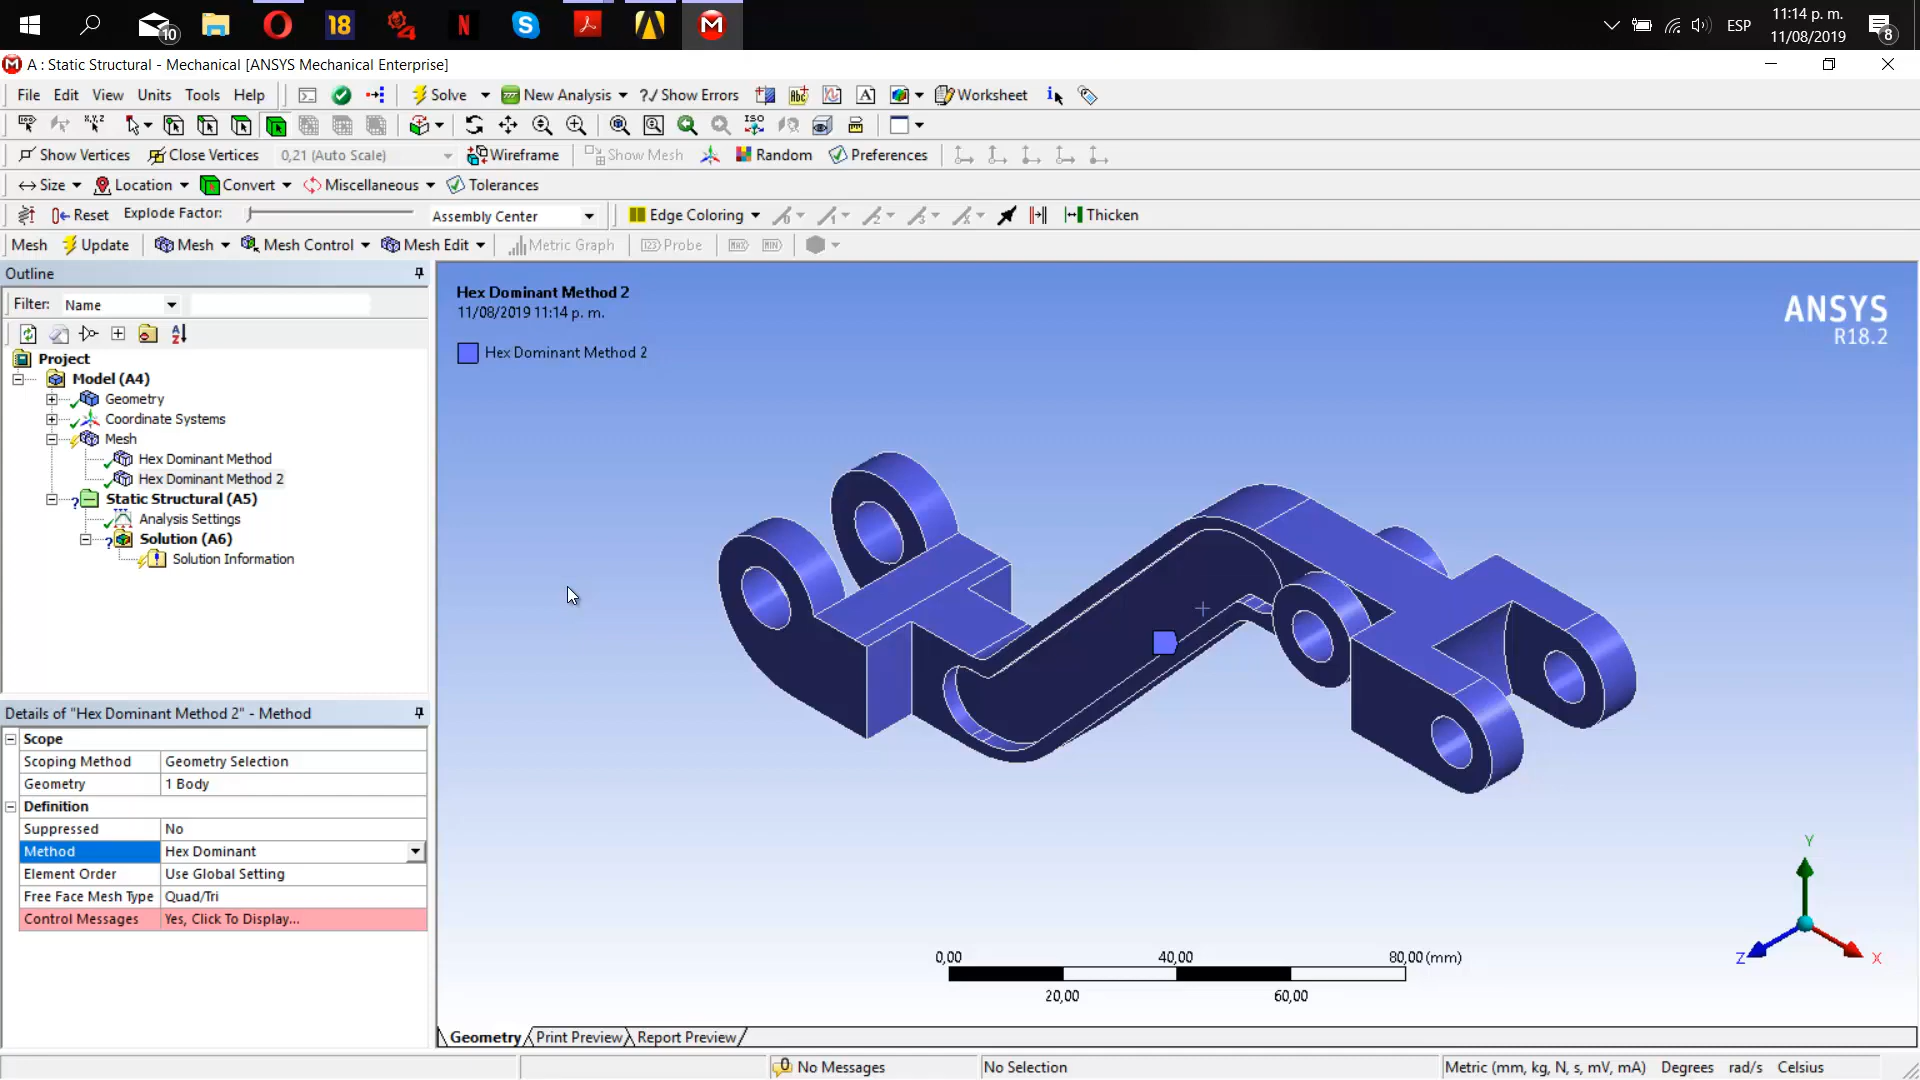 10
18
4
N
S
M
ESP
11:14 p. m.
11/08/2019
8
A : Static Structural - Mechanical [ANSYS Mechanical Enterprise]
File Edit View Units Tools Help Solve New Analysis ?/ Show Errors Abc A Worksheet i
X,Y,Z ISO
Show Vertices Close Vertices 0,21 (Auto Scale) Wireframe Show Mesh Random Preferences
Size Location Convert Miscellaneous Tolerances
Reset Explode Factor: Assembly Center Edge Coloring Thicken
Mesh Update Mesh Mesh Control Mesh Edit Metric Graph Probe MAX MIN
Outline
Filter: Name
Project
Model (A4)
Geometry
Coordinate Systems
Mesh
Hex Dominant Method
Hex Dominant Method 2
Static Structural (A5)
Analysis Settings
Solution (A6)
Solution Information
Details of "Hex Dominant Method 2" - Method
Scope
Scoping Method Geometry Selection
Geometry 1 Body
Definition
Suppressed No
Method Hex Dominant
Element Order Use Global Setting
Free Face Mesh Type Quad/Tri
Control Messages Yes, Click To Display...
Hex Dominant Method 2
11/08/2019 11:14 p. m.
Hex Dominant Method 2
ANSYS
R18.2
Y
Z
X
0,00 40,00 80,00 (mm)
20,00 60,00
Geometry Print Preview Report Preview
0 No Messages No Selection Metric (mm, kg, N, s, mV, mA) Degrees rad/s Celsius